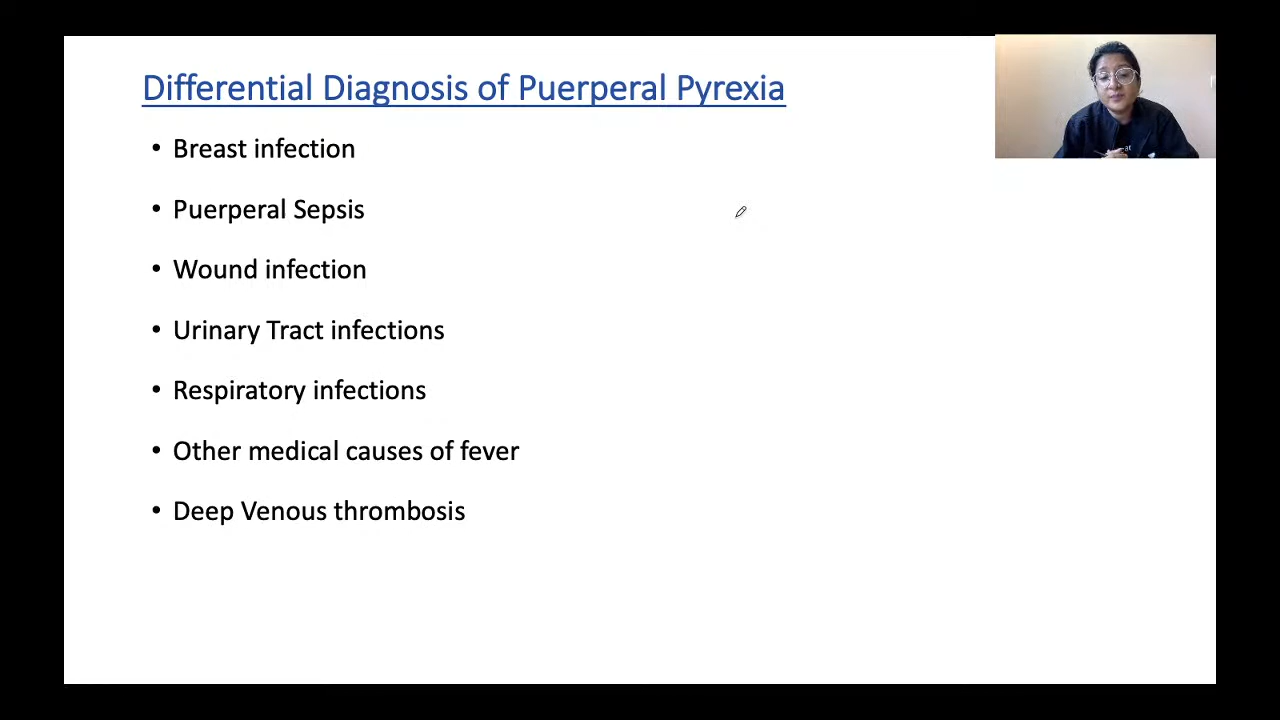 Differential Diagnosis of Puerperal Pyrexia
• Breast infection
• Puerperal Sepsis
• Wound infection
• Urinary Tract infections
• Respiratory infections
• Other medical causes of fever
• Deep Venous thrombosis